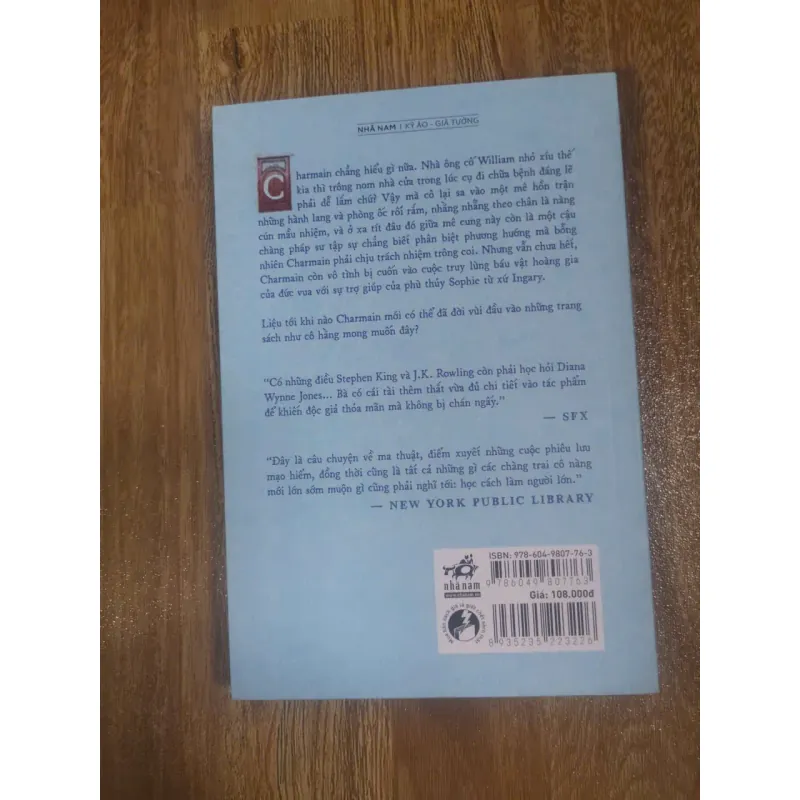 NHÃ NAM | KỲ ẢO - GIẢ TƯỞNG
Charmain chẳng hiểu gì nữa. Nhà ông cố William nhỏ xíu thế
kia thì trông nom nhà cửa trong lúc cụ đi chữa bệnh đáng lẽ
phải dễ lắm chứ? Vậy mà cô lại sa vào một mê hồn trận
những hành lang và phòng ốc rối rắm, nhằng nhẵng theo chân là nàng
cún mầu nhiệm, và ở xa rít đâu đó giữa mê cung này còn là một cậu
chàng pháp sư tập sự chẳng biết phân biệt phương hướng mà bỗng
nhiên Charmain phải chịu trách nhiệm trông coi. Nhưng vẫn chưa hết,
Charmain còn vô tình bị cuốn vào cuộc truy lùng báu vật hoàng gia
của đức vua với sự trợ giúp của phù thủy Sophie từ xứ Ingary.
Liệu tới khi nào Charmain mới có thể đã đời vùi đầu vào những trang
sách như cô hằng mong muốn đây?
“Có những điều Stephen King và J.K. Rowling còn phải học hỏi Diana
Wynne Jones... Bà có cái tài thêm thắt vừa đủ chi tiết vào tác phẩm
để khiến độc giả thỏa mãn mà không bị chán ngấy.”
— SFX
“Đây là câu chuyện về ma thuật, điểm xuyết những cuộc phiêu lưu
mạo hiểm, đồng thời cũng là tất cả những gì các chàng trai cô nàng
mới lớn sớm muộn gì cũng phải nghĩ tới: học cách làm người lớn.”
— NEW YORK PUBLIC LIBRARY
ISBN: 978-604-9807-76-3
9 786049 807763
nhã nam
Giá: 108.000đ
8 935235 223226